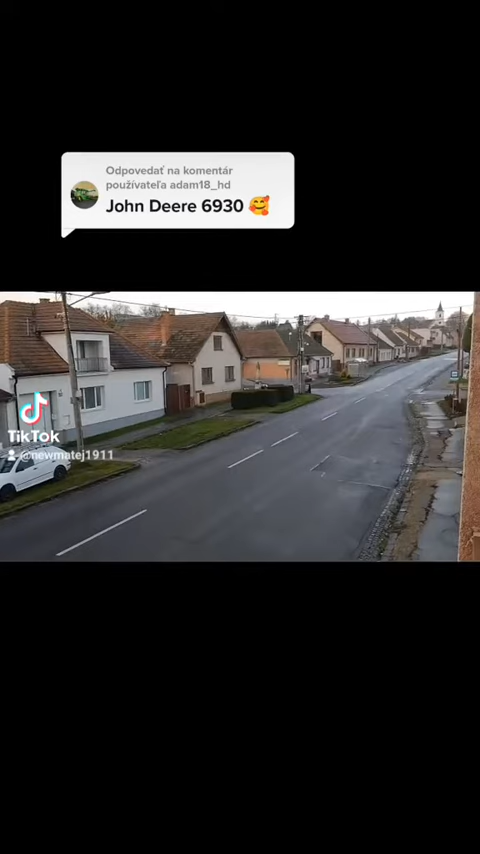 Odpovedať na komentár
používateľa adam18_hd
John Deere 6930 🥰
TikTok
@newmatej1911